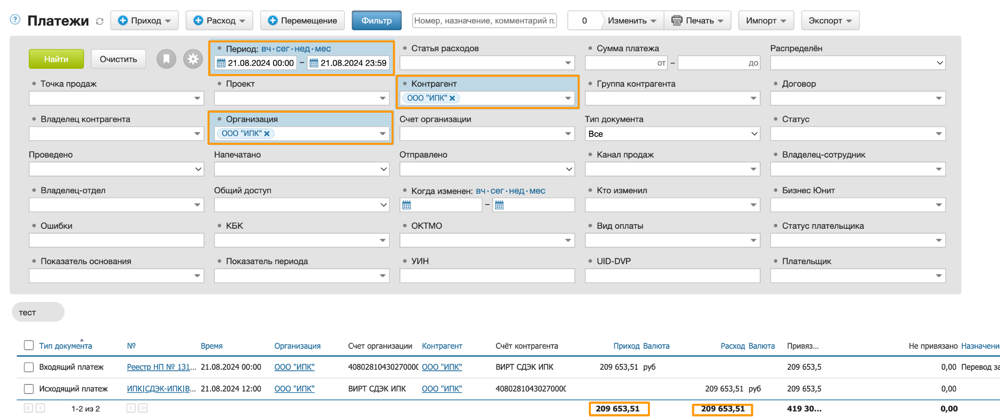 ? Платежи Приход Расход Перемещение Фильтр Номер, назначение, комментарий п. 0 Изменить Печать Импорт Экспорт
Найти Очистить
Период: вч · сег · нед · мес
21.08.2024 00:00 – 21.08.2024 23:59
Статья расходов
Сумма платежа
от – до
Распределён
Точка продаж
Проект
Контрагент
ООО "ИПК" ×
Группа контрагента
Договор
Владелец контрагента
Организация
ООО "ИПК" ×
Счет организации
Тип документа
Все
Статус
Проведено
Напечатано
Отправлено
Канал продаж
Владелец-сотрудник
Владелец-отдел
Общий доступ
Когда изменен: вч · сег · нед · мес
–
Кто изменил
Бизнес Юнит
Ошибки
КБК
ОКТМО
Вид оплаты
Статус плательщика
Показатель основания
Показатель периода
УИН
UID-DVP
Плательщик
тест
Тип документа № Время Организация Счет организации Контрагент Счёт контрагента Приход Валюта Расход Валюта Привяз... Не привязано Назначени
Входящий платеж Реестр НП № 131... 21.08.2024 00:00 ООО "ИПК" 40802810430270000 ООО "ИПК" ВИРТ СДЭК ИПК 209 653,51 руб 209 653,5 0,00 Перевод за
Исходящий платеж ИПК|СДЭК-ИПК|В... 21.08.2024 12:00 ООО "ИПК" ВИРТ СДЭК ИПК ООО "ИПК" 40802810430270000 209 653,51 руб 209 653,5 0,00
« ‹ 1-2 из 2 › » 209 653,51 209 653,51 419 30... 0,00